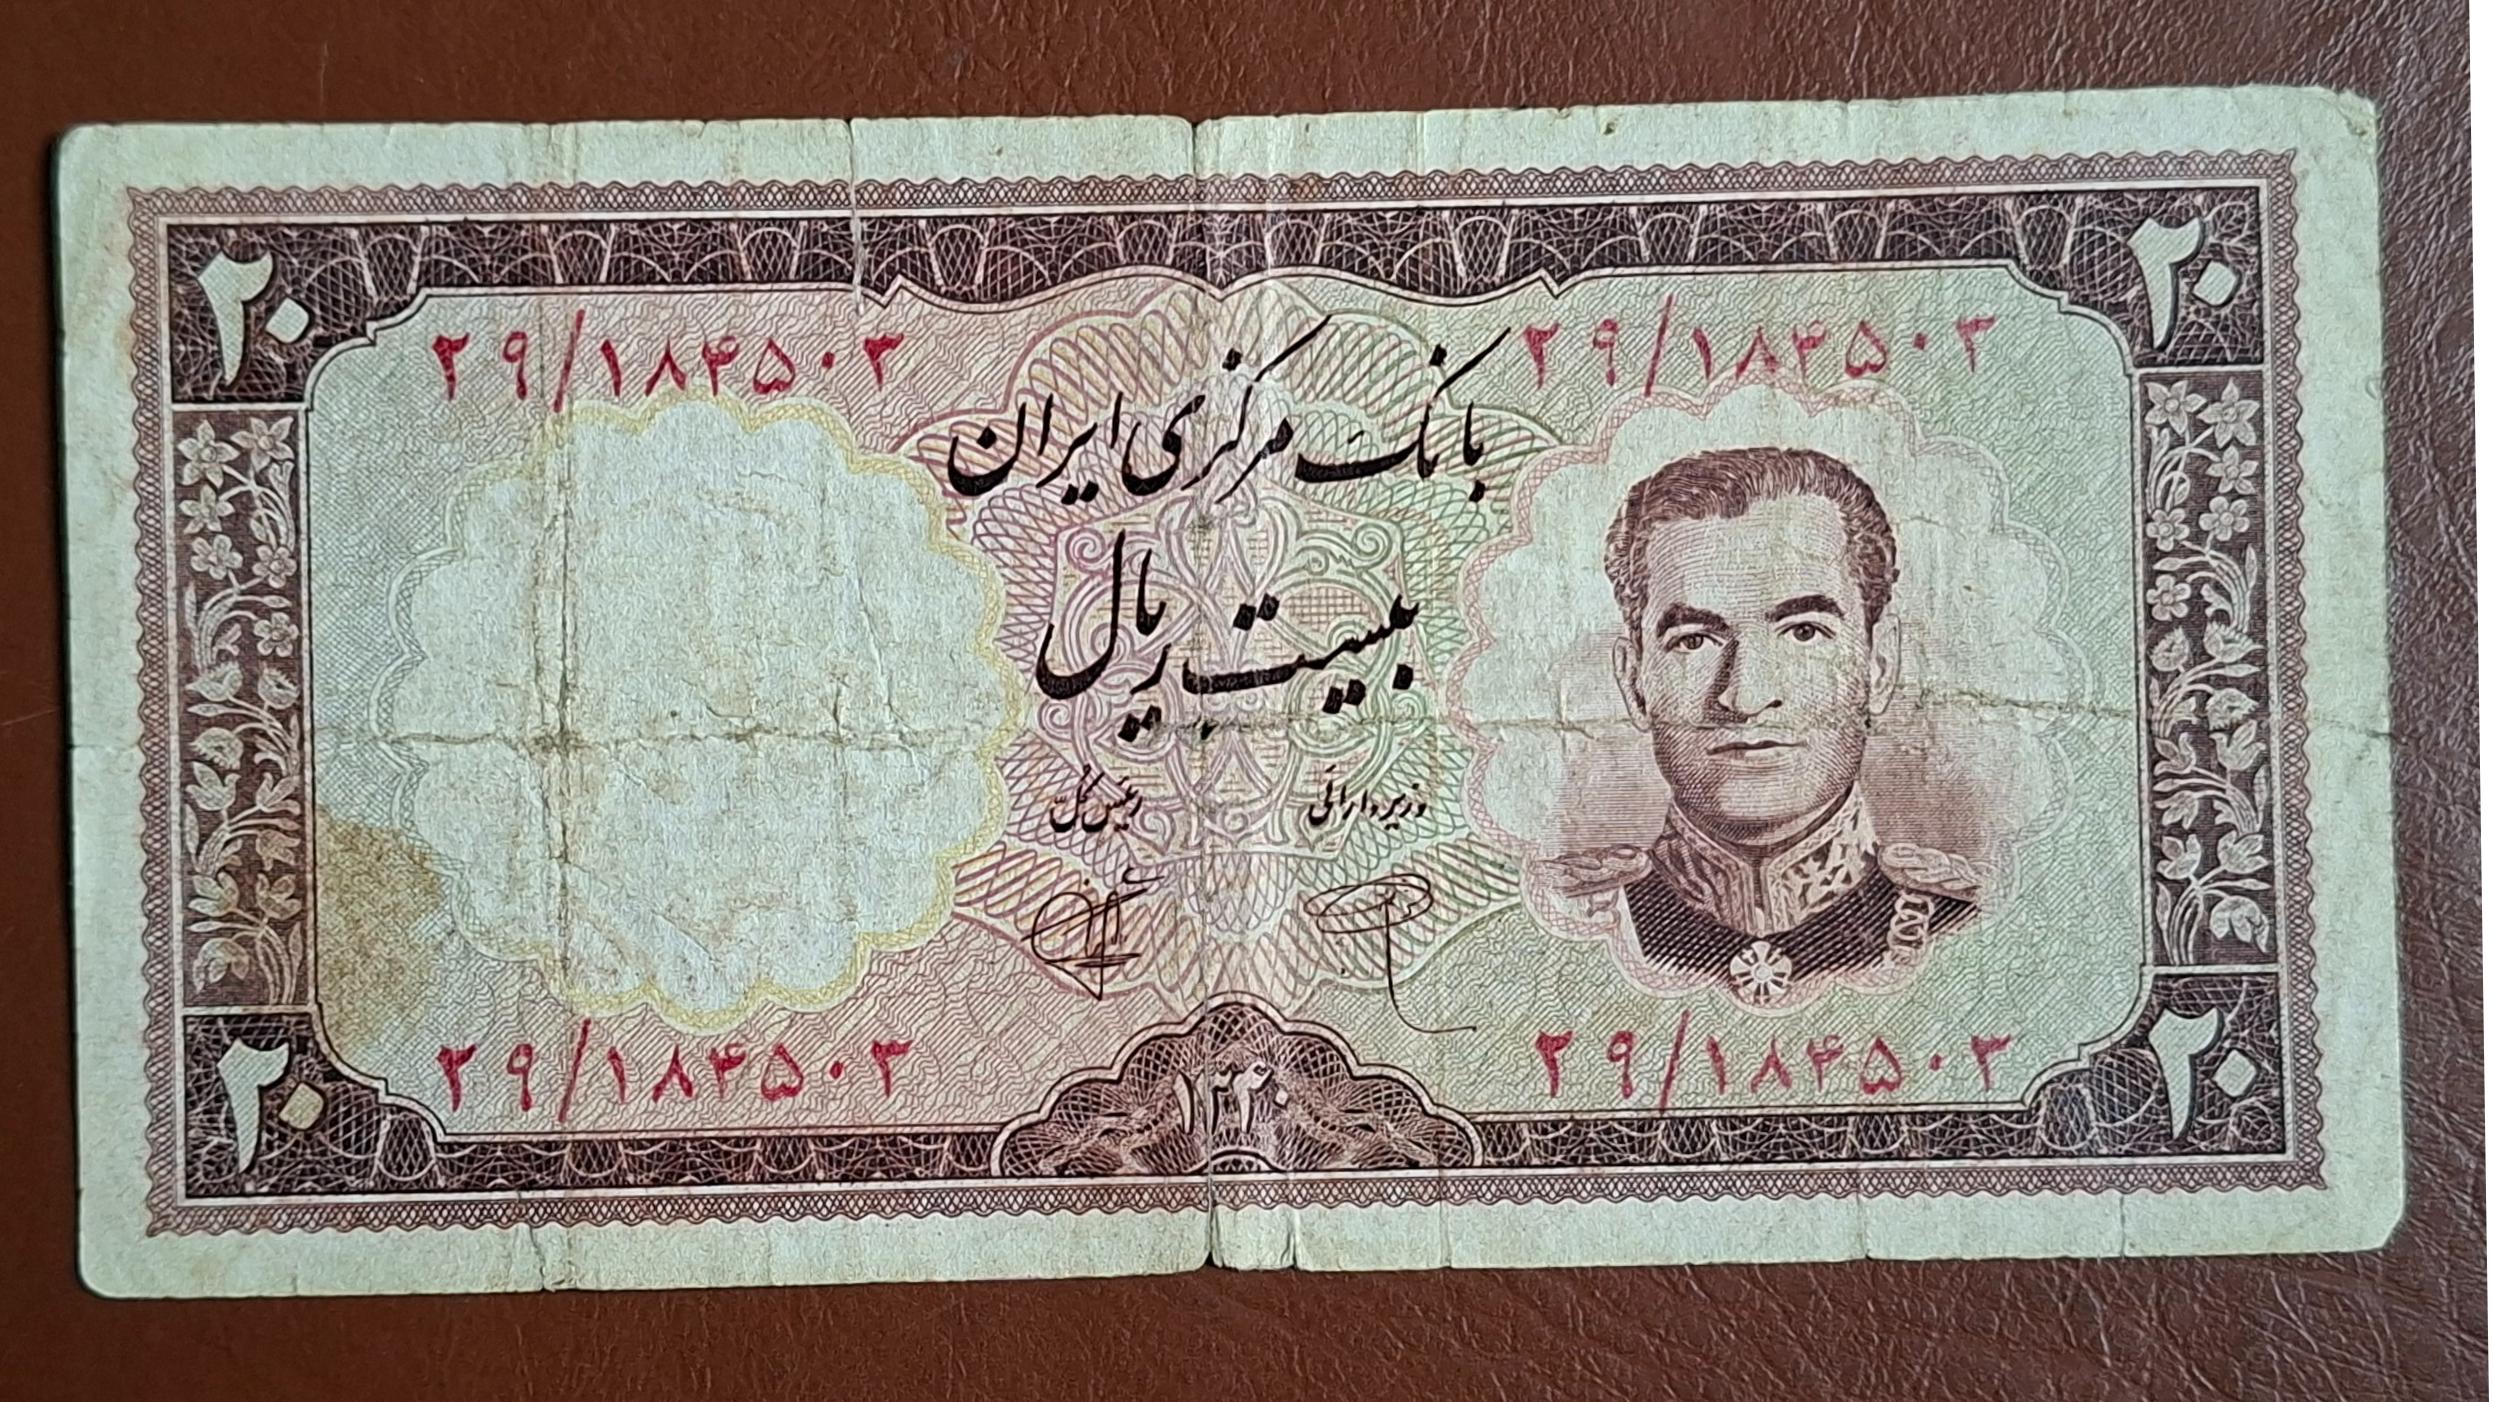 ۲۰ ۲۰
۲۹/۱۸۴۵۰۳ ۲۹/۱۸۴۵۰۳
بانک مرکزی ایران
بیست ریال
وزیر دارائی رئیس کل
۲۹/۱۸۴۵۰۳ ۲۹/۱۸۴۵۰۳
۲۰ ۱۳۴۰ ۲۰